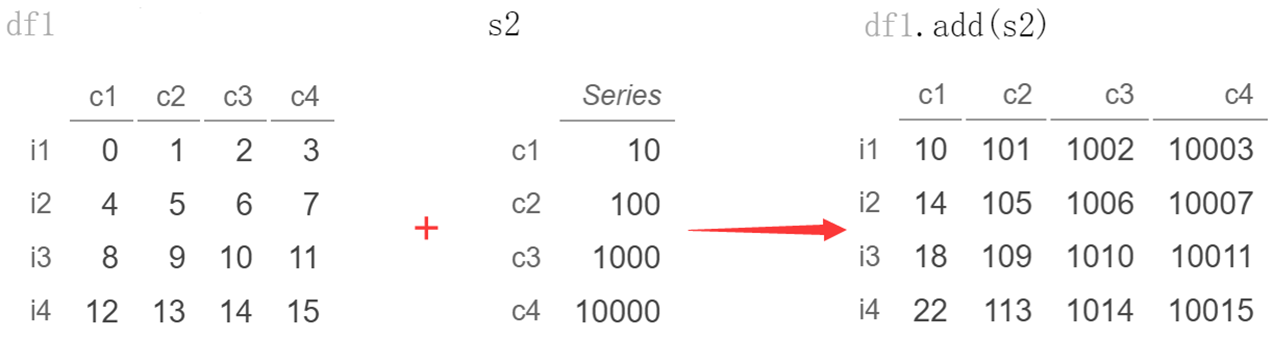 df1 s2 df1.add(s2)
c1 c2 c3 c4 Series c1 c2 c3 c4
i1 0 1 2 3 c1 10 i1 10 101 1002 10003
i2 4 5 6 7 c2 100 i2 14 105 1006 10007
+
i3 8 9 10 11 c3 1000 i3 18 109 1010 10011
i4 12 13 14 15 c4 10000 i4 22 113 1014 10015